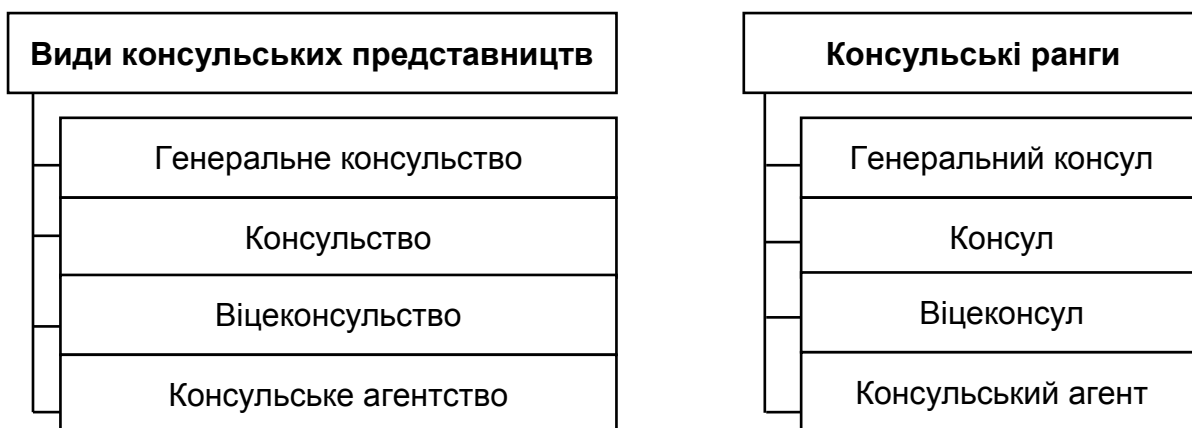 Види консульських представництв
Генеральне консульство
Консульство
Віцеконсульство
Консульське агентство
Консульські ранги
Генеральний консул
Консул
Віцеконсул
Консульський агент